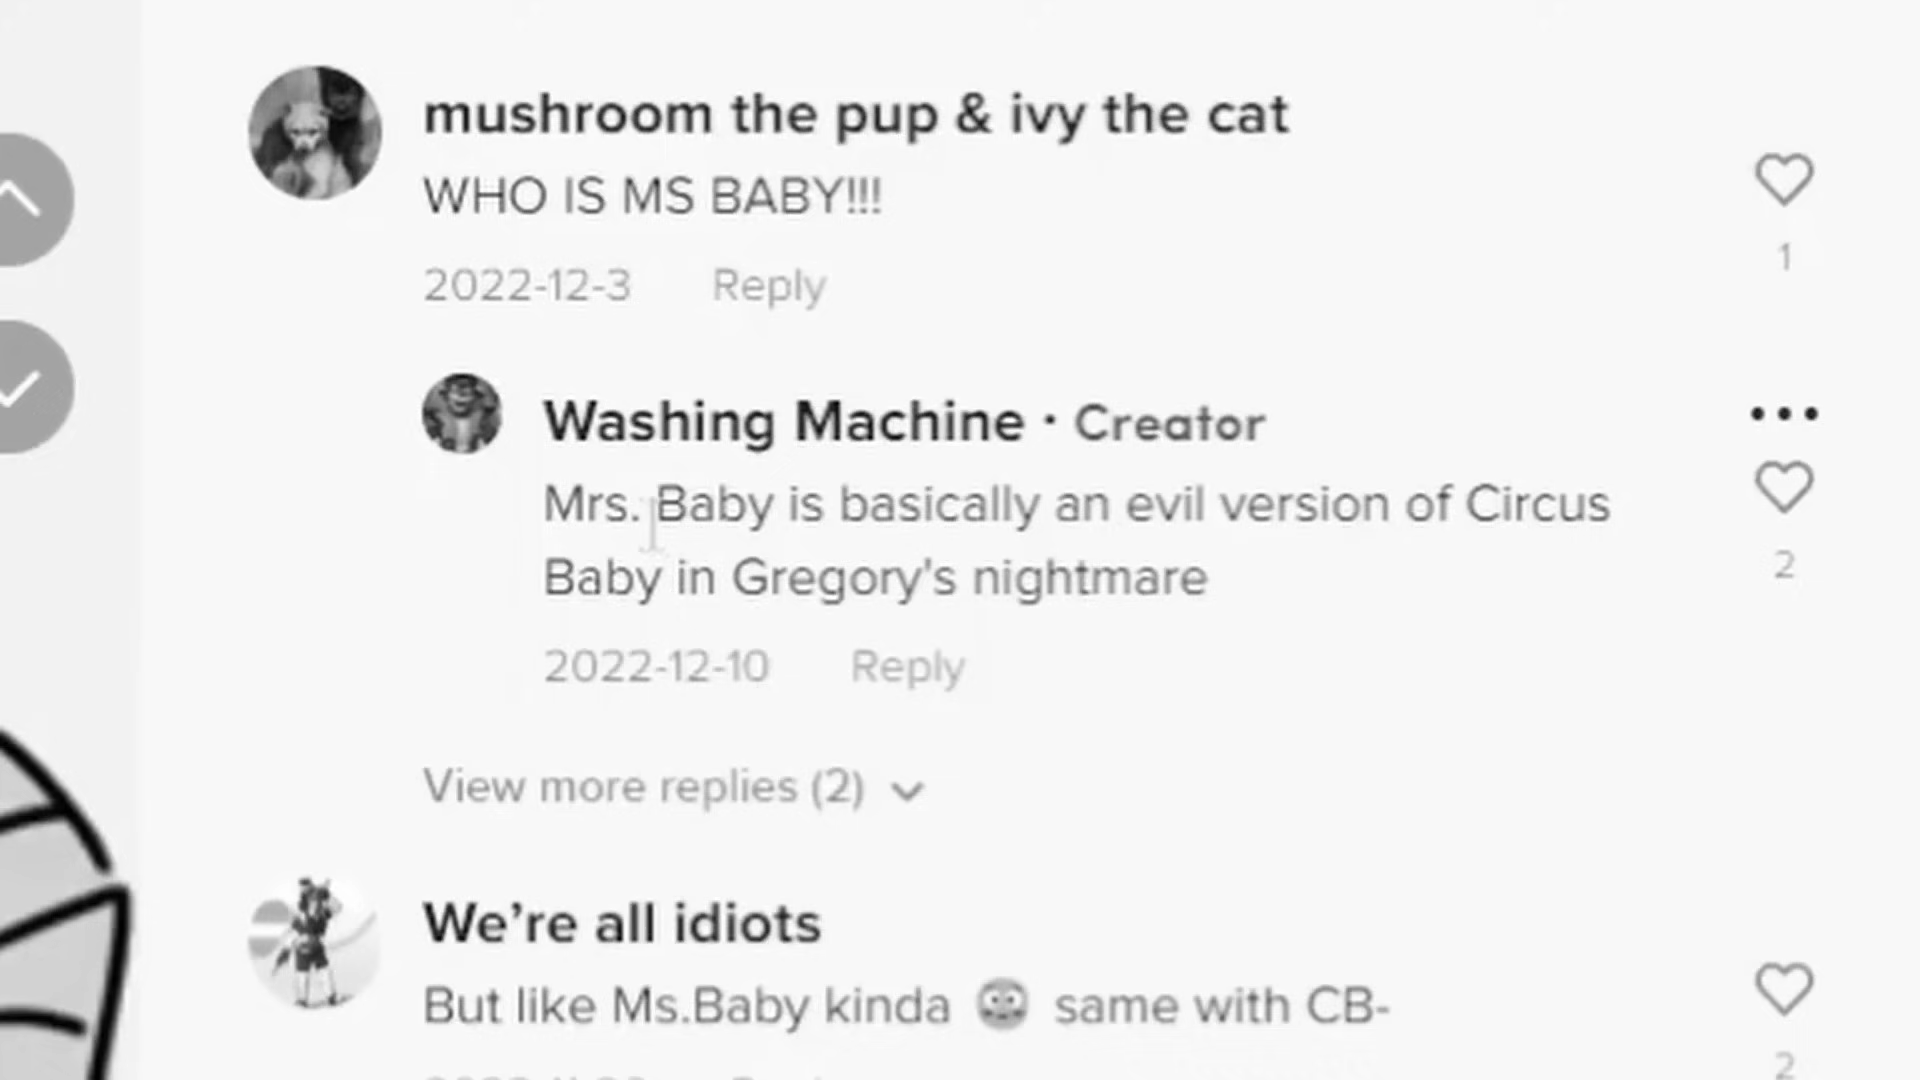 mushroom the pup & ivy the cat
WHO IS MS BABY!!!
1
2022-12-3 Reply
Washing Machine · Creator
Mrs. Baby is basically an evil version of Circus
Baby in Gregory's nightmare
2
2022-12-10 Reply
View more replies (2)
We're all idiots
But like Ms.Baby kinda 😳 same with CB-
2